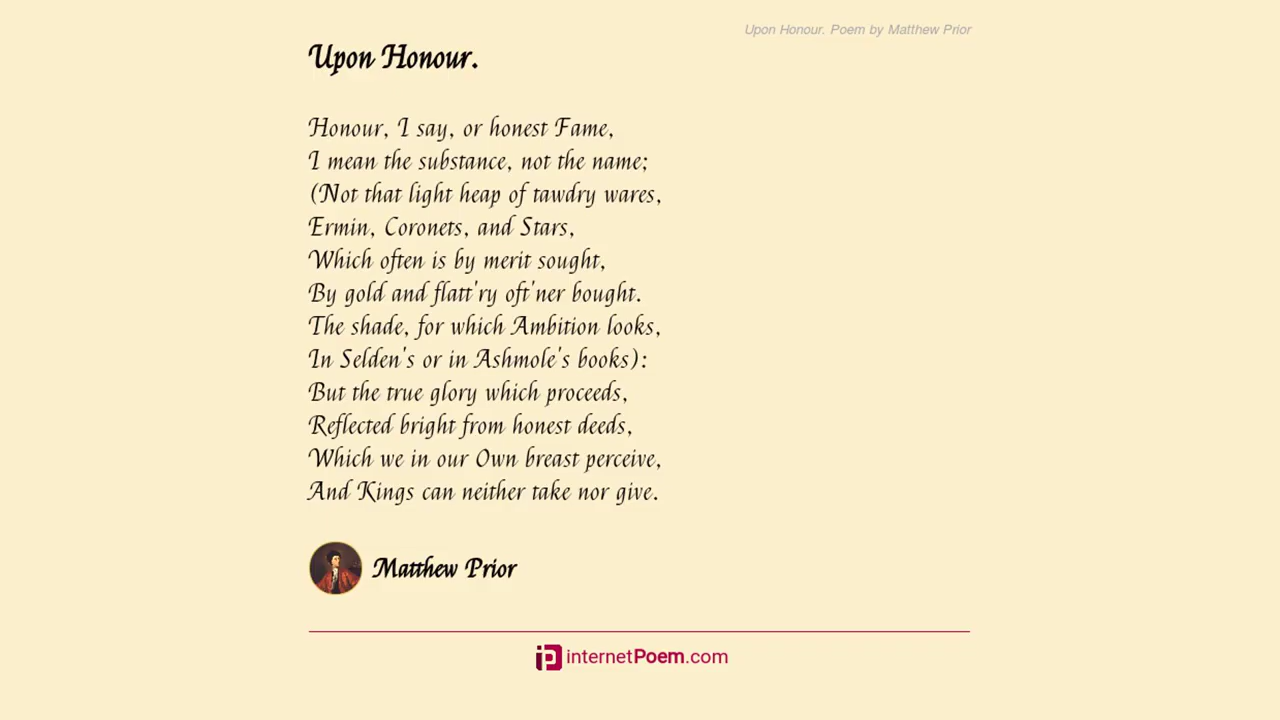 Upon Honour. Poem by Matthew Prior
Upon Honour.
Honour, I say, or honest Fame,
I mean the substance, not the name;
(Not that light heap of tawdry wares,
Ermin, Coronets, and Stars,
Which often is by merit sought,
By gold and flatt'ry oft'ner bought.
The shade, for which Ambition looks,
In Selden's or in Ashmole's books):
But the true glory which proceeds,
Reflected bright from honest deeds,
Which we in our Own breast perceive,
And Kings can neither take nor give.
Matthew Prior
internetPoem.com